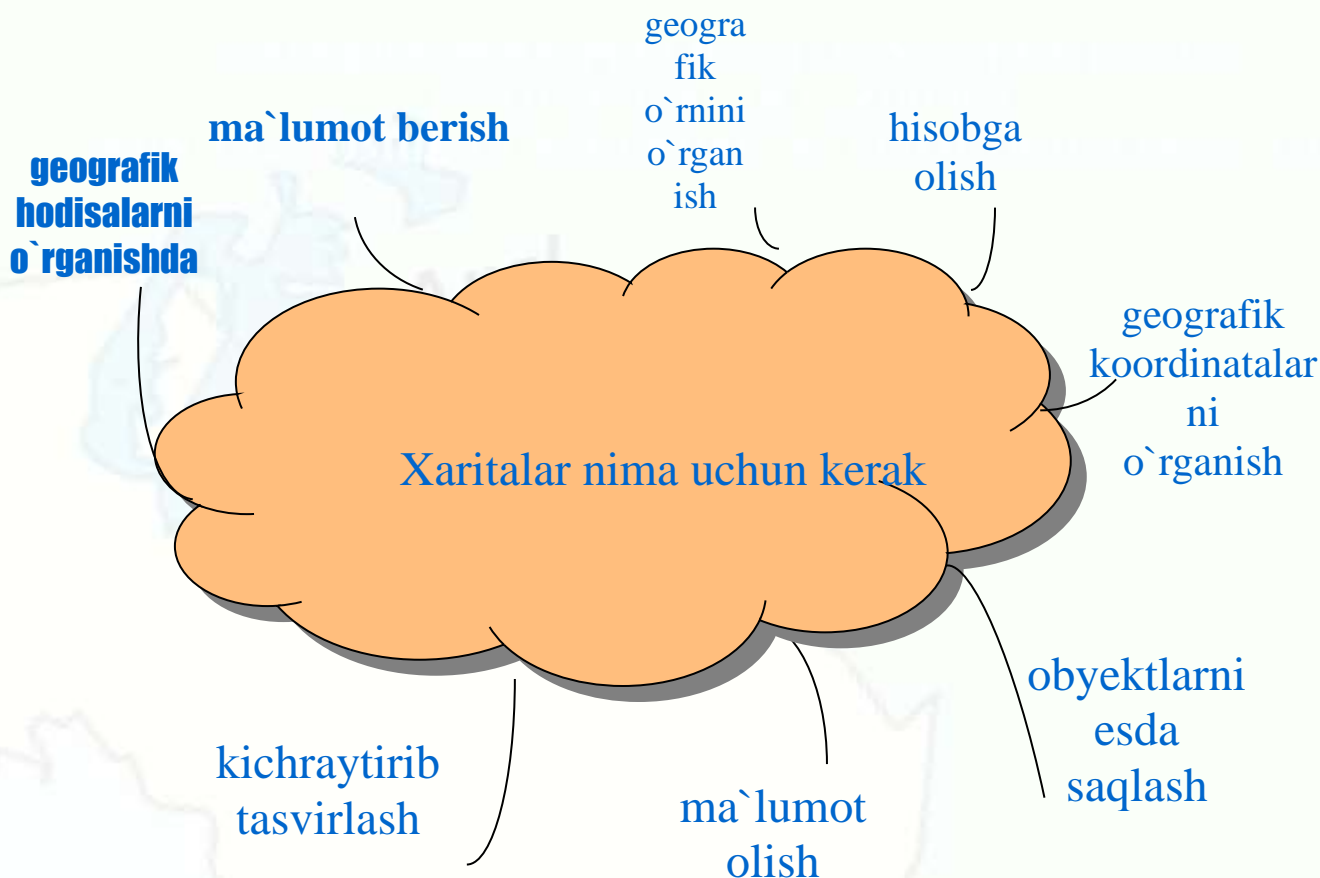 geogra
fik
o`rnini
o`rgan
ish
ma`lumot berish
hisobga
olish
geografik
hodisalarni
o`rganishda
geografik
koordinatalar
ni
o`rganish
Xaritalar nima uchun kerak
obyektlarni
esda
saqlash
kichraytirib
tasvirlash
ma`lumot
olish